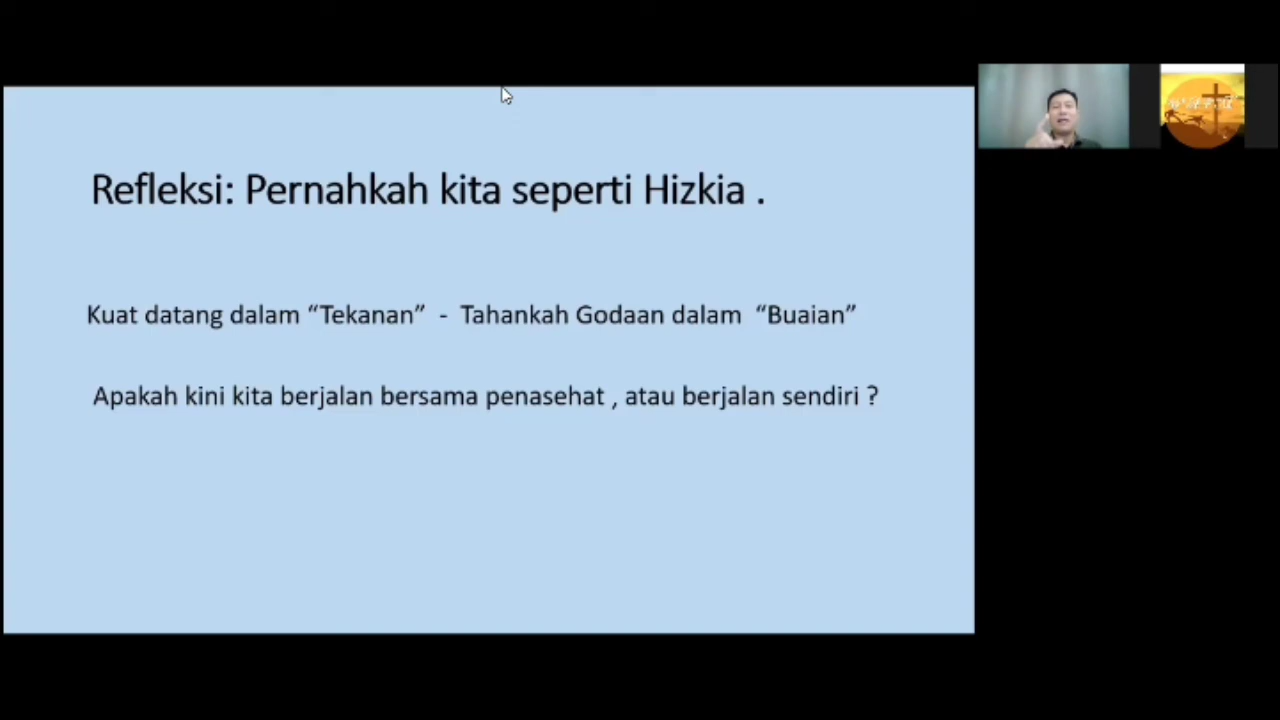 Refleksi: Pernahkah kita seperti Hizkia .
Kuat datang dalam “Tekanan” - Tahankah Godaan dalam “Buaian”
Apakah kini kita berjalan bersama penasehat , atau berjalan sendiri ?